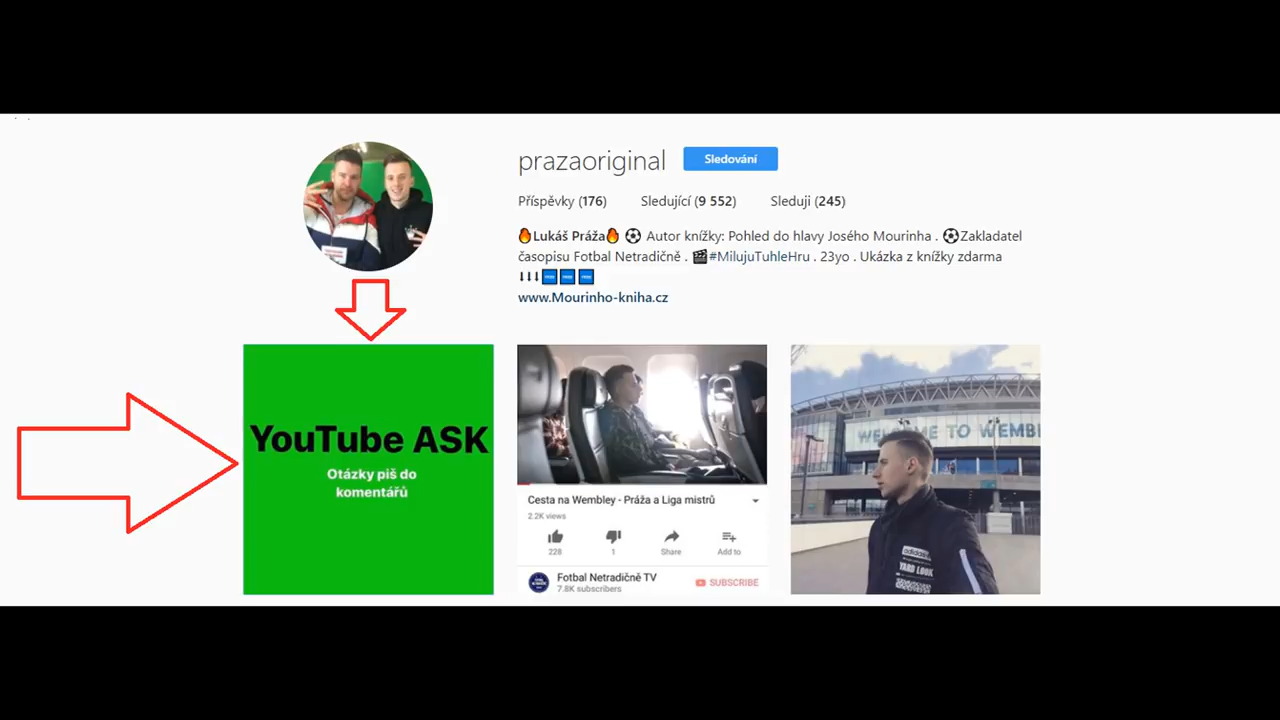 prazaoriginal Sledování
Příspěvky (176) Sledující (9 552) Sleduji (245)
🔥Lukáš Práža🔥 ⚽ Autor knížky: Pohled do hlavy Josého Mourinha . ⚽Zakladatel
časopisu Fotbal Netradičně . 🎬#MilujuTuhleHru . 23yo . Ukázka z knížky zdarma
www.Mourinho-kniha.cz
YouTube ASK
Otázky piš do
komentářů
Cesta na Wembley - Práža a Liga mistrů
2.2K views
228 1 Share Add to
Fotbal Netradičně TV
7.8K subscribers
SUBSCRIBE
WELCOME TO WEMBL
adidas
YARD LOOK